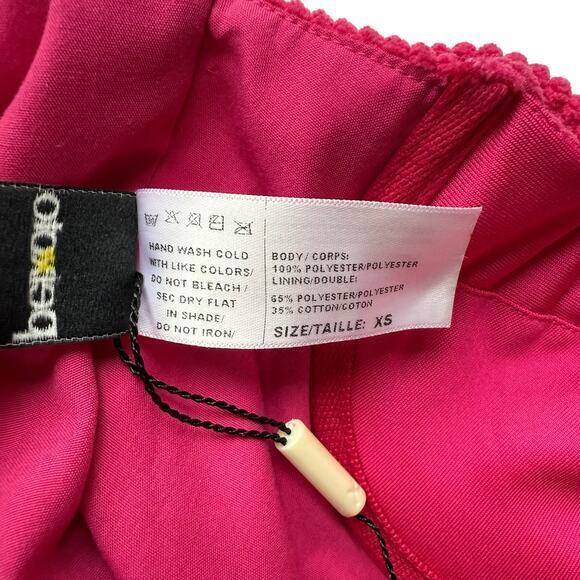 HAND WASH COLD
WITH LIKE COLORS/
DO NOT BLEACH /
SEC DRY FLAT
IN SHADE/
DO NOT IRON/
BODY / CORPS:
100% POLYESTER/POLYESTER
LINING/DOUBLE:
65% POLYESTER/POLYESTER
35% COTTON/COTON
SIZE/TAILLE: XS